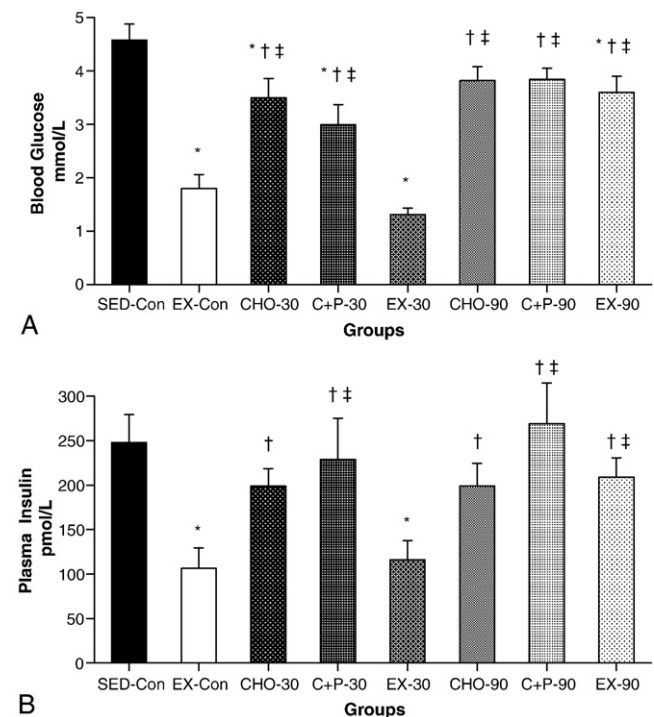 5
4
3
2
1
0
Blood Glucose
mmol/L
*
* † ‡
* † ‡
*
† ‡
† ‡
* † ‡
SED-Con EX-Con CHO-30 C+P-30 EX-30 CHO-90 C+P-90 EX-90
Groups
A
300
250
200
150
100
50
0
Plasma Insulin
pmol/L
*
†
† ‡
*
†
† ‡
† ‡
SED-Con EX-Con CHO-30 C+P-30 EX-30 CHO-90 C+P-90 EX-90
Groups
B